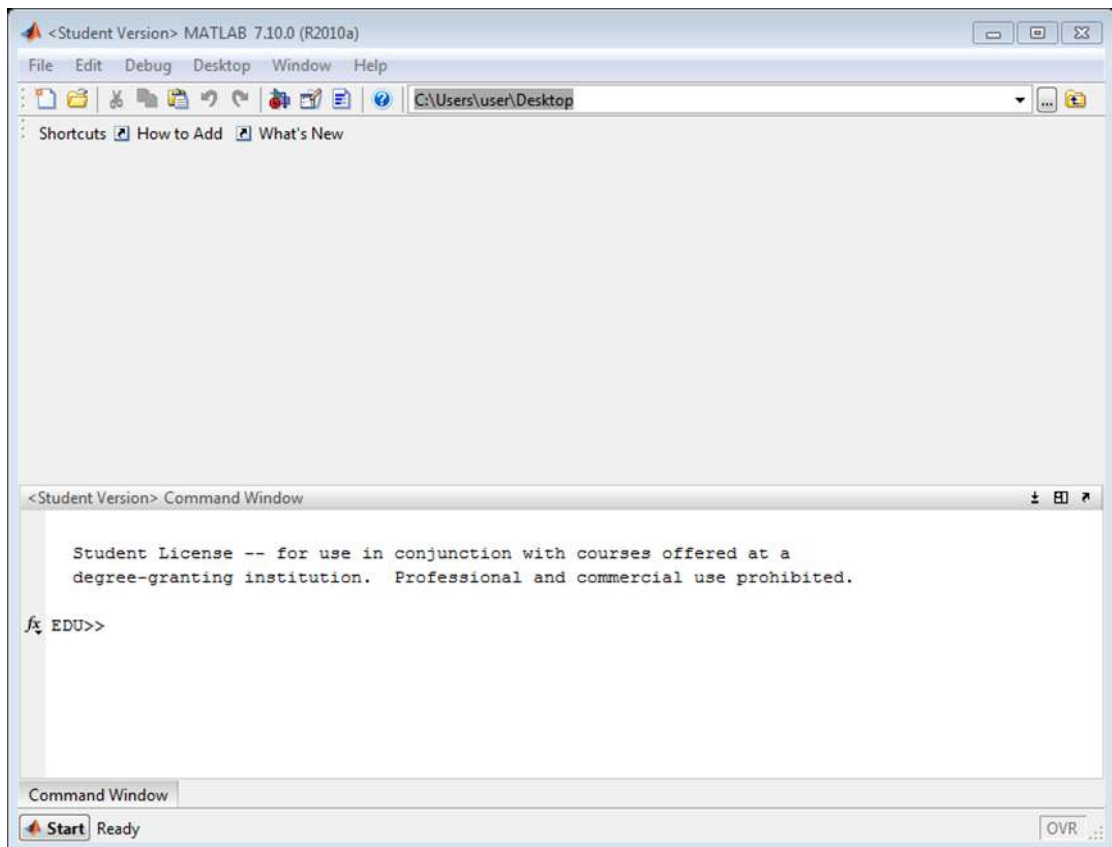 <Student Version> MATLAB 7.10.0 (R2010a)
File Edit Debug Desktop Window Help
C:\Users\user\Desktop
Shortcuts How to Add What's New
<Student Version> Command Window
Student License -- for use in conjunction with courses offered at a
degree-granting institution. Professional and commercial use prohibited.
fx EDU>>
Command Window
Start Ready OVR